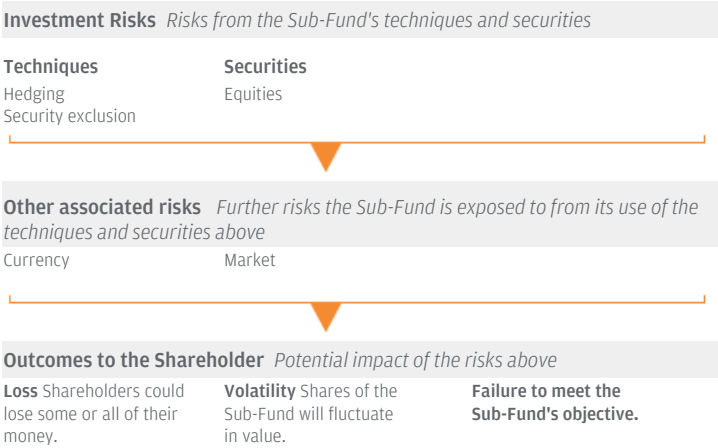 Investment Risks Risks from the Sub-Fund's techniques and securities
Techniques
Hedging
Security exclusion
Securities
Equities
Other associated risks Further risks the Sub-Fund is exposed to from its use of the
techniques and securities above
Currency
Market
Outcomes to the Shareholder Potential impact of the risks above
Loss Shareholders could
lose some or all of their
money.
Volatility Shares of the
Sub-Fund will fluctuate
in value.
Failure to meet the
Sub-Fund's objective.